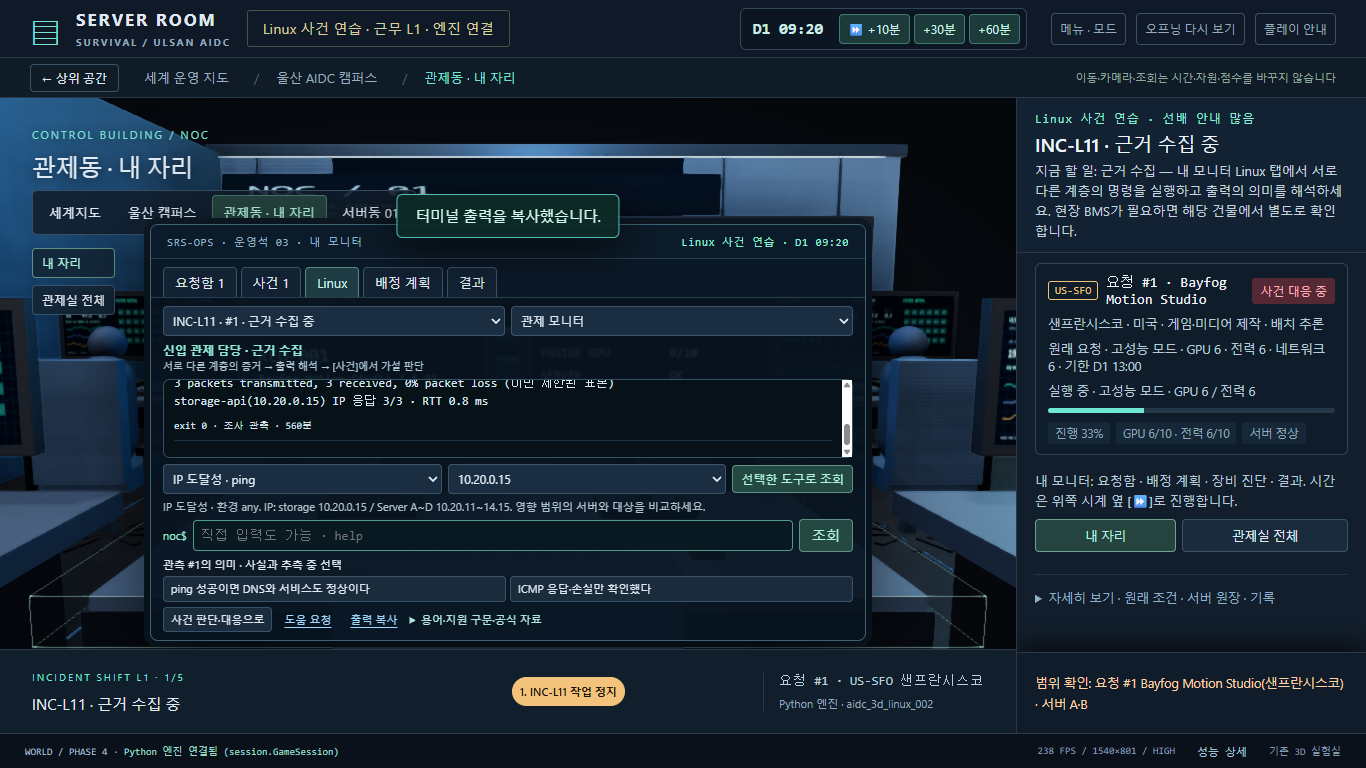 SERVER ROOM
SURVIVAL / ULSAN AIDC
Linux 사건 연습 · 근무 L1 · 엔진 연결
D1 09:20
⏩ +10분
+30분
+60분
메뉴 · 모드
오프닝 다시 보기
플레이 안내
← 상위 공간
세계 운영 지도 / 울산 AIDC 캠퍼스 / 관제동 · 내 자리
이동·카메라·조회는 시간·자원·점수를 바꾸지 않습니다
CONTROL BUILDING / NOC
관제동 · 내 자리
세계지도
울산 캠퍼스
관제동 · 내 자리
서버동 01
내 자리
관제실 전체
터미널 출력을 복사했습니다.
SRS-OPS · 운영석 03 · 내 모니터
Linux 사건 연습 · D1 09:20
요청함 1
사건 1
Linux
배정 계획
결과
INC-L11 · #1 · 근거 수집 중
관제 모니터
신입 관제 담당 · 근거 수집
서로 다른 계층의 증거 → 출력 해석 → [사건]에서 가설 판단
3 packets transmitted, 3 received, 0% packet loss
storage-api(10.20.0.15) IP 응답 3/3 · RTT 0.8 ms
exit 0 · 조사 관측 · 560분
IP 도달성 · ping
10.20.0.15
선택한 도구로 조회
IP 도달성 · 환경 any. IP: storage 10.20.0.15 / Server A~D 10.20.11~14.15. 영향 범위의 서버와 대상을 비교하세요.
noc$
직접 입력도 가능 · help
조회
관측 #1의 의미 · 사실과 추측 중 선택
ping 성공이면 DNS와 서비스도 정상이다
ICMP 응답·손실만 확인했다
사건 판단·대응으로
도움 요청
출력 복사
▶ 용어·지원 구문·공식 자료
Linux 사건 연습 · 선배 안내 많음
INC-L11 · 근거 수집 중
지금 할 일: 근거 수집 — 내 모니터 Linux 탭에서 서로
다른 계층의 명령을 실행하고 출력의 의미를 해석하세
요. 현장 BMS가 필요하면 해당 건물에서 별도로 확인
합니다.
US-SFO
요청 #1 · Bayfog
Motion Studio
사건 대응 중
샌프란시스코 · 미국 · 게임·미디어 제작 · 배치 추론
원래 요청 · 고성능 모드 · GPU 6 · 전력 6 · 네트워크
6 · 기한 D1 13:00
실행 중 · 고성능 모드 · GPU 6 / 전력 6
진행 33%
GPU 6/10 · 전력 6/10
서버 정상
내 모니터: 요청함 · 배정 계획 · 장비 진단 · 결과. 시간
은 위쪽 시계 옆 [⏩]로 진행합니다.
내 자리
관제실 전체
▶ 자세히 보기 · 원래 조건 · 서버 원장 · 기록
INCIDENT SHIFT L1 · 1/5
INC-L11 · 근거 수집 중
1. INC-L11 작업 정지
요청 #1 · US-SFO 샌프란시스코
Python 엔진 · aidc_3d_linux_002
범위 확인: 요청 #1 Bayfog Motion Studio(샌프란시스코)
· 서버 A·B
WORLD / PHASE 4 · Python 엔진 연결됨 (session.GameSession)
238 FPS / 1540×801 / HIGH
성능 상세
기존 3D 실험실